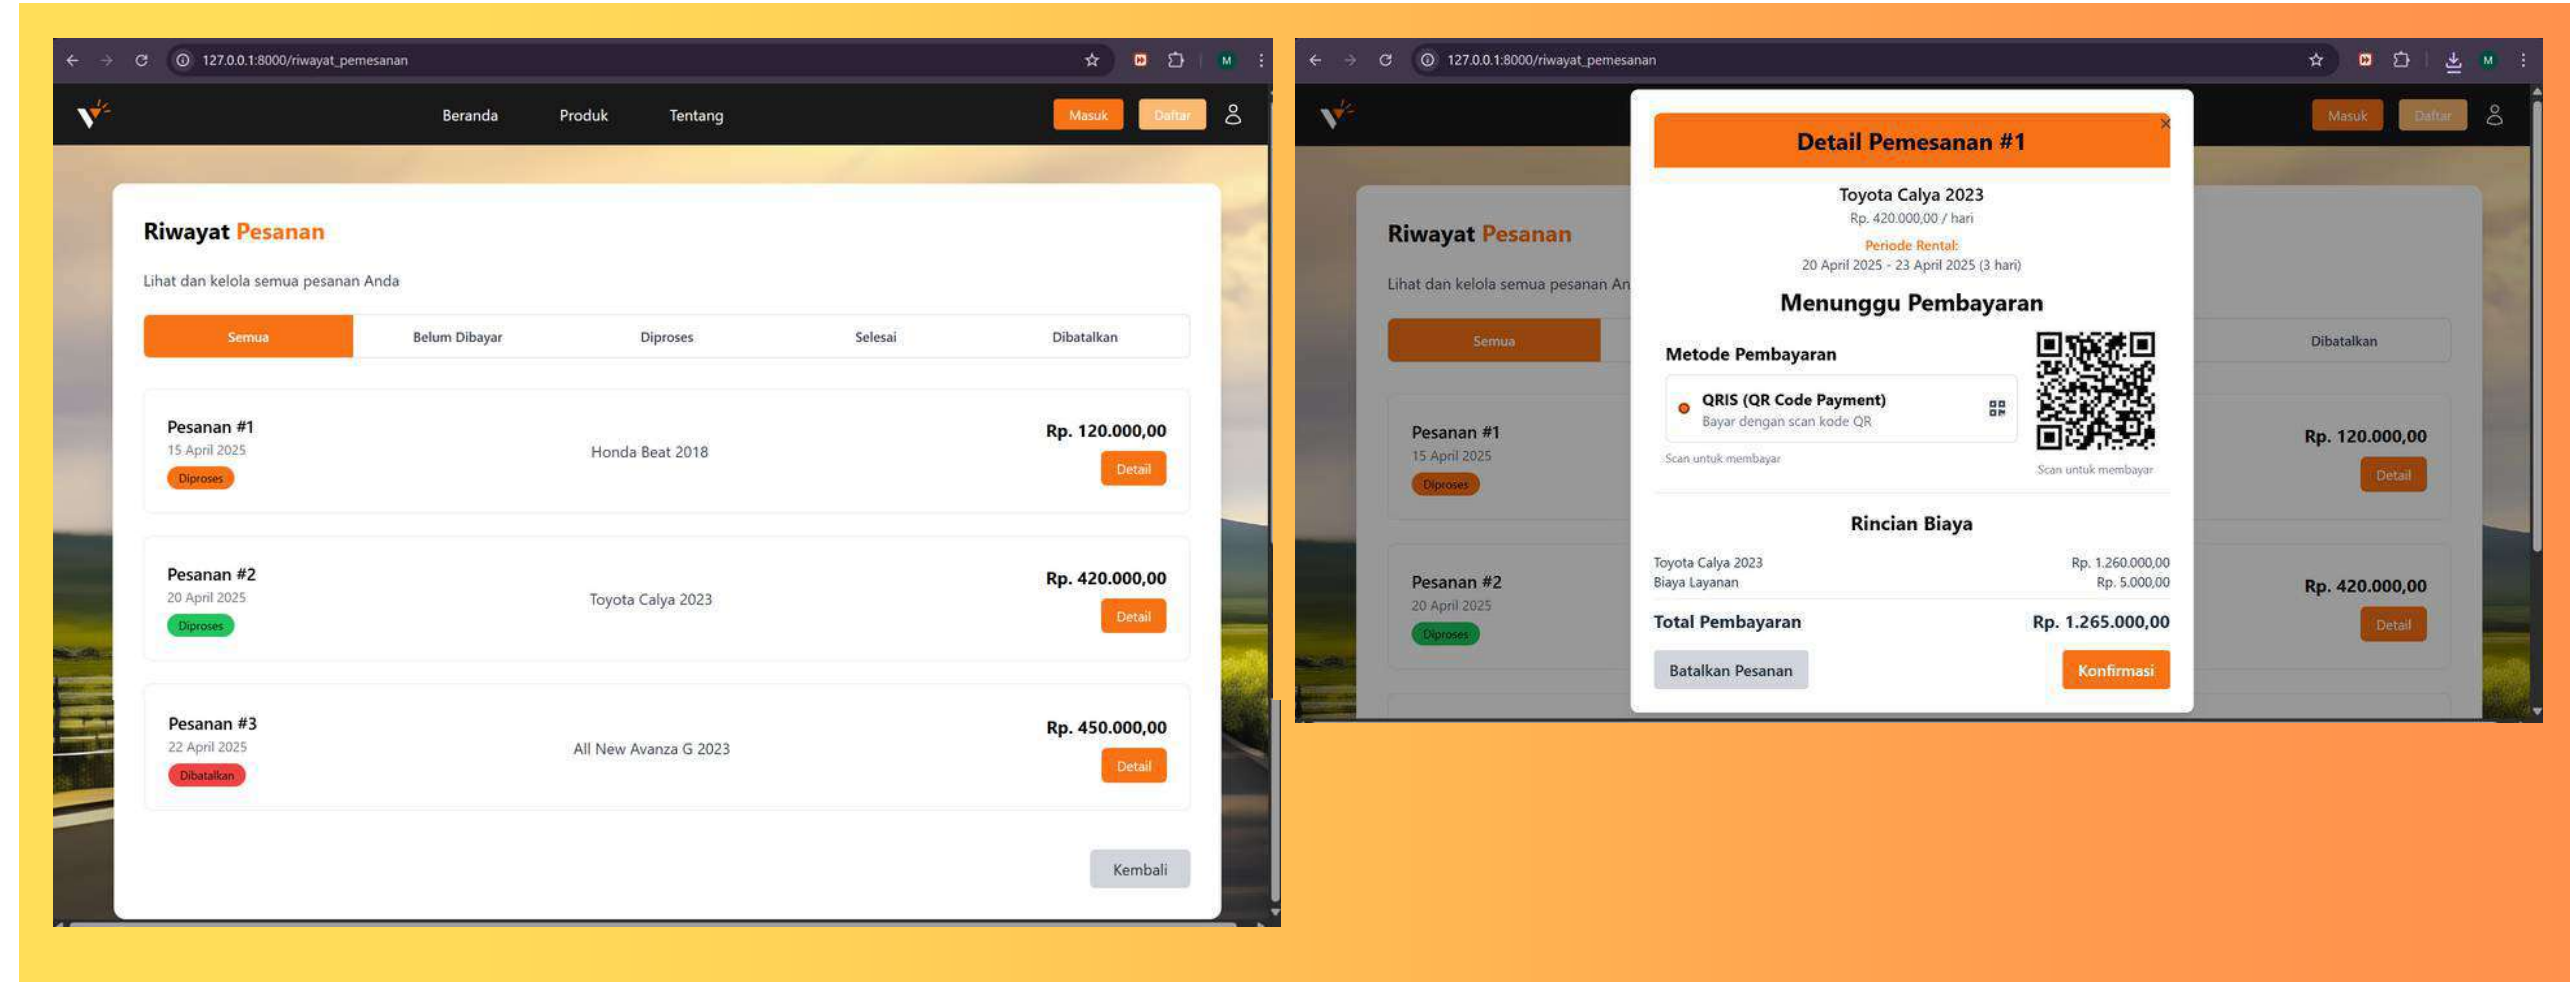 127.0.0.1:8000/riwayat_pemesanan
M
Beranda Produk Tentang Masuk Daftar
Riwayat Pesanan
Lihat dan kelola semua pesanan Anda
Semua Belum Dibayar Diproses Selesai Dibatalkan
Pesanan #1
15 April 2025
Diproses
Honda Beat 2018
Rp. 120.000,00
Detail
Pesanan #2
20 April 2025
Diproses
Toyota Calya 2023
Rp. 420.000,00
Detail
Pesanan #3
22 April 2025
Dibatalkan
All New Avanza G 2023
Rp. 450.000,00
Detail
Kembali
127.0.0.1:8000/riwayat_pemesanan
M
Masuk Daftar
Riwayat Pesanan
Lihat dan kelola semua pesanan An
Semua Dibatalkan
Pesanan #1
15 April 2025
Diproses
Rp. 120.000,00
Detail
Pesanan #2
20 April 2025
Diproses
Rp. 420.000,00
Detail
Detail Pemesanan #1
Toyota Calya 2023
Rp. 420.000,00 / hari
Periode Rental:
20 April 2025 - 23 April 2025 (3 hari)
Menunggu Pembayaran
Metode Pembayaran
QRIS (QR Code Payment)
Bayar dengan scan kode QR
Scan untuk membayar
Scan untuk membayar
Rincian Biaya
Toyota Calya 2023 Rp. 1.260.000,00
Biaya Layanan Rp. 5.000,00
Total Pembayaran Rp. 1.265.000,00
Batalkan Pesanan Konfirmasi